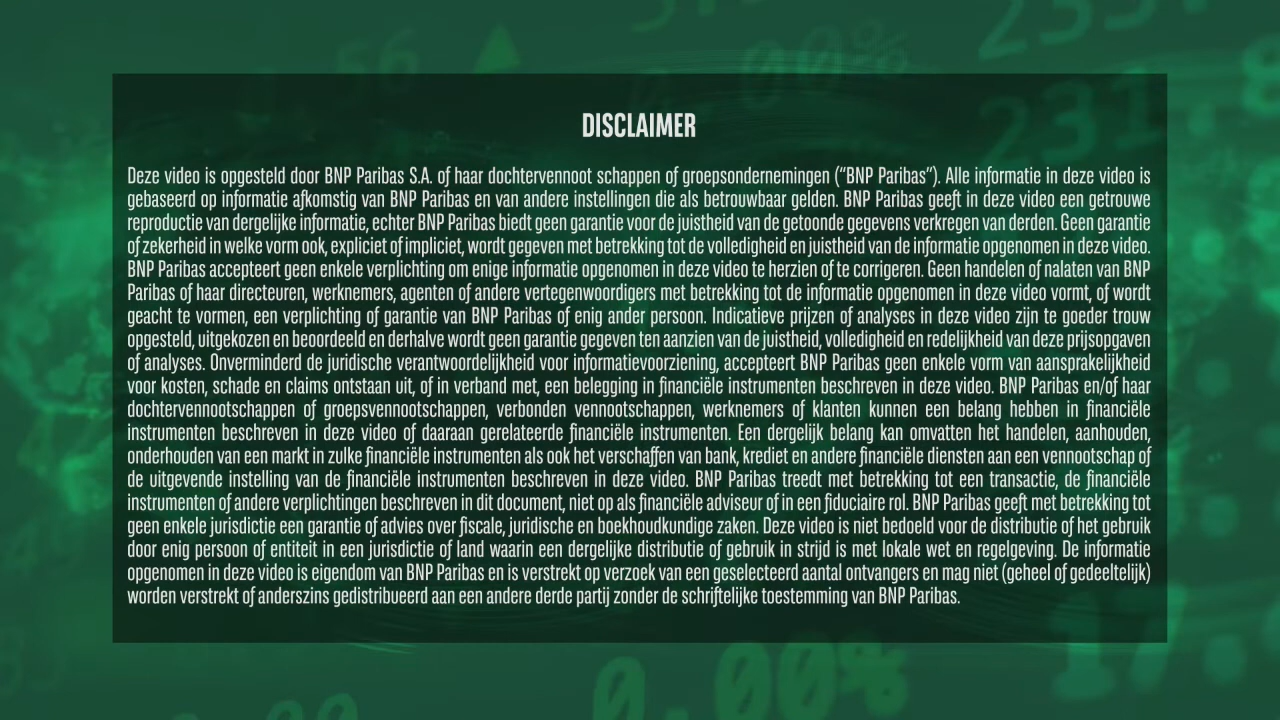 DISCLAIMER
Deze video is opgesteld door BNP Paribas S.A. of haar dochtervennoot schappen of groepsondernemingen (“BNP Paribas”). Alle informatie in deze video is
gebaseerd op informatie afkomstig van BNP Paribas en van andere instellingen die als betrouwbaar gelden. BNP Paribas geeft in deze video een getrouwe
reproductie van dergelijke informatie, echter BNP Paribas biedt geen garantie voor de juistheid van de getoonde gegevens verkregen van derden. Geen garantie
of zekerheid in welke vorm ook, expliciet of impliciet, wordt gegeven met betrekking tot de volledigheid en juistheid van de informatie opgenomen in deze video.
BNP Paribas accepteert geen enkele verplichting om enige informatie opgenomen in deze video te herzien of te corrigeren. Geen handelen of nalaten van BNP
Paribas of haar directeuren, werknemers, agenten of andere vertegenwoordigers met betrekking tot de informatie opgenomen in deze video vormt, of wordt
geacht te vormen, een verplichting of garantie van BNP Paribas of enig ander persoon. Indicatieve prijzen of analyses in deze video zijn te goeder trouw
opgesteld, uitgekozen en beoordeeld en derhalve wordt geen garantie gegeven ten aanzien van de juistheid, volledigheid en redelijkheid van deze prijsopgaven
of analyses. Onverminderd de juridische verantwoordelijkheid voor informatievoorziening, accepteert BNP Paribas geen enkele vorm van aansprakelijkheid
voor kosten, schade en claims ontstaan uit, of in verband met, een belegging in financiële instrumenten beschreven in deze video. BNP Paribas en/of haar
dochtervennootschappen of groepsvennootschappen, verbonden vennootschappen, werknemers of klanten kunnen een belang hebben in financiële
instrumenten beschreven in deze video of daaraan gerelateerde financiële instrumenten. Een dergelijk belang kan omvatten het handelen, aanhouden,
onderhouden van een markt in zulke financiële instrumenten als ook het verschaffen van bank, krediet en andere financiële diensten aan een vennootschap of
de uitgevende instelling van de financiële instrumenten beschreven in deze video. BNP Paribas treedt met betrekking tot een transactie, de financiële
instrumenten of andere verplichtingen beschreven in dit document, niet op als financiële adviseur of in een fiduciaire rol. BNP Paribas geeft met betrekking tot
geen enkele jurisdictie een garantie of advies over fiscale, juridische en boekhoudkundige zaken. Deze video is niet bedoeld voor de distributie of het gebruik
door enig persoon of entiteit in een jurisdictie of land waarin een dergelijke distributie of gebruik in strijd is met lokale wet en regelgeving. De informatie
opgenomen in deze video is eigendom van BNP Paribas en is verstrekt op verzoek van een geselecteerd aantal ontvangers en mag niet (geheel of gedeeltelijk)
worden verstrekt of anderszins gedistribueerd aan een andere derde partij zonder de schriftelijke toestemming van BNP Paribas.
0.00%